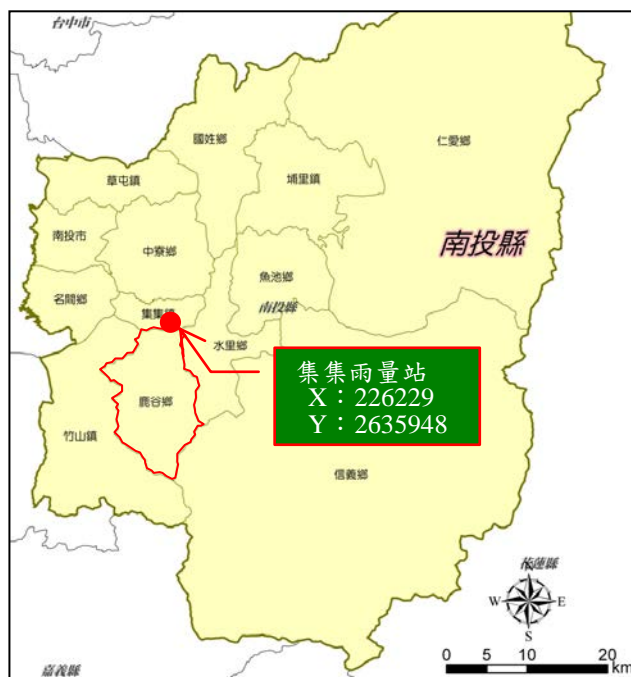 台中市
國姓鄉
仁愛鄉
草屯鎮
埔里鎮
南投市
中寮鄉
南投縣
魚池鄉
名間鄉
南投縣
集集鎮
水里鄉
集集雨量站
X：226229
Y：2635948
鹿谷鄉
竹山鎮
信義鄉
花蓮縣
N
W
E
S
0 5 10 20
km
嘉義縣